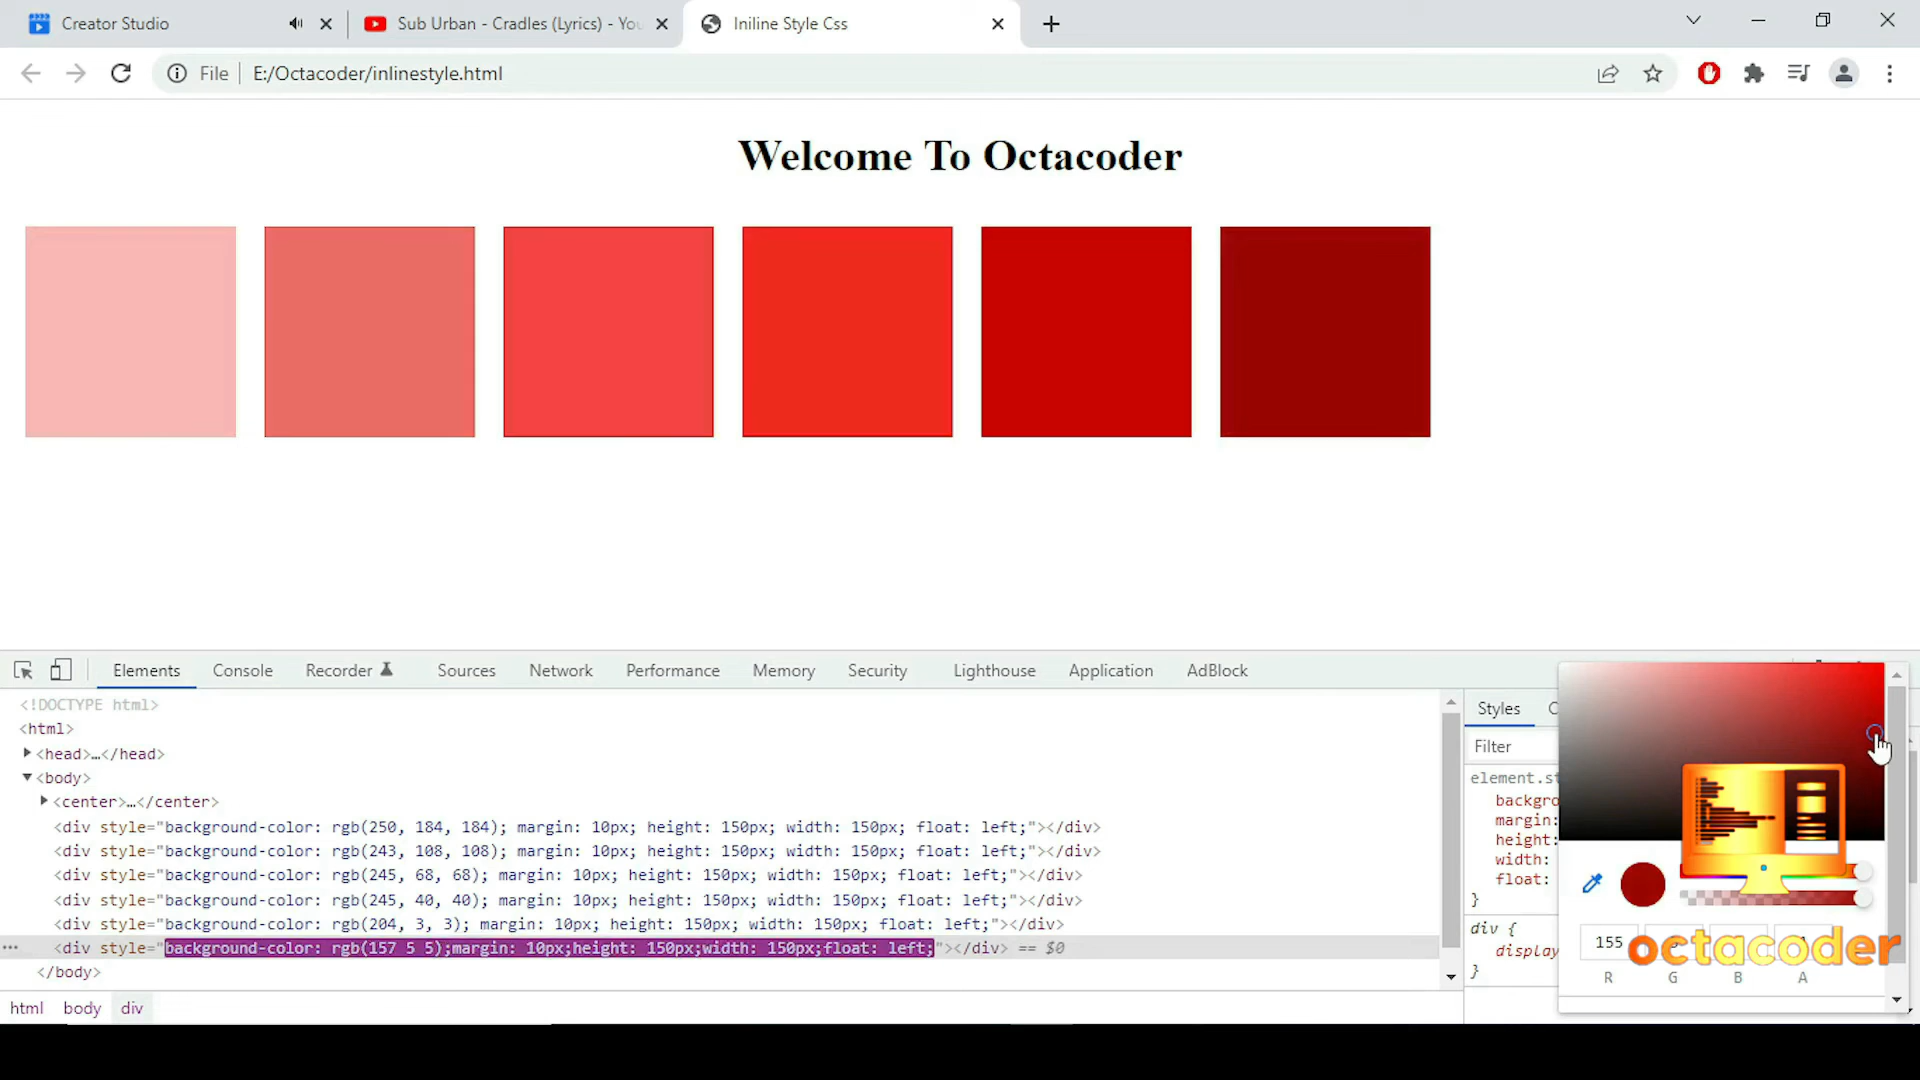 Creator Studio
Sub Urban - Cradles (Lyrics) - You
Iniline Style Css
File
E:/Octacoder/inlinestyle.html
Welcome To Octacoder
Elements
Console
Recorder
Sources
Network
Performance
Memory
Security
Lighthouse
Application
AdBlock
<!DOCTYPE html>
<html>
<head>…</head>
<body>
<center>…</center>
<div style="background-color: rgb(250, 184, 184); margin: 10px; height: 150px; width: 150px; float: left;"></div>
<div style="background-color: rgb(243, 108, 108); margin: 10px; height: 150px; width: 150px; float: left;"></div>
<div style="background-color: rgb(245, 68, 68); margin: 10px; height: 150px; width: 150px; float: left;"></div>
<div style="background-color: rgb(245, 40, 40); margin: 10px; height: 150px; width: 150px; float: left;"></div>
<div style="background-color: rgb(204, 3, 3); margin: 10px; height: 150px; width: 150px; float: left;"></div>
… <div style="background-color: rgb(157 5 5);margin: 10px;height: 150px;width: 150px;float: left;"></div> == $0
</body>
html body div
Styles
Filter
element.st
backgro
margin:
height:
width:
float:
}
div {
display
}
155
R G B A
octacoder